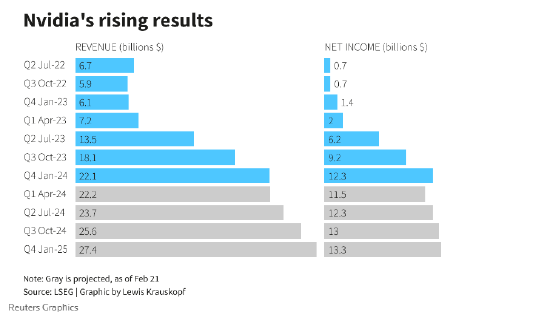 Nvidia's rising results
REVENUE (billions $) NET INCOME (billions $)
Q2 Jul-22 6.7 0.7
Q3 Oct-22 5.9 0.7
Q4 Jan-23 6.1 1.4
Q1 Apr-23 7.2 2
Q2 Jul-23 13.5 6.2
Q3 Oct-23 18.1 9.2
Q4 Jan-24 22.1 12.3
Q1 Apr-24 22.2 11.5
Q2 Jul-24 23.7 12.3
Q3 Oct-24 25.6 13
Q4 Jan-25 27.4 13.3
Note: Gray is projected, as of Feb 21
Source: LSEG | Graphic by Lewis Krauskopf
Reuters Graphics